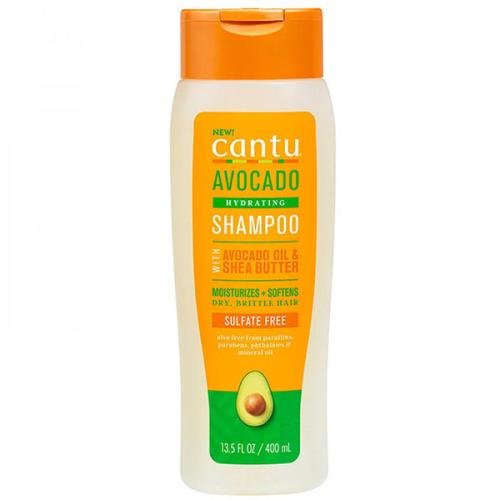 NEW!
cantu
AVOCADO
HYDRATING
SHAMPOO
WITH AVOCADO OIL &
SHEA BUTTER
MOISTURIZES + SOFTENS
DRY, BRITTLE HAIR
SULFATE FREE
also free from paraffins,
parabens, phthalates &
mineral oil
13.5 FL OZ / 400 mL